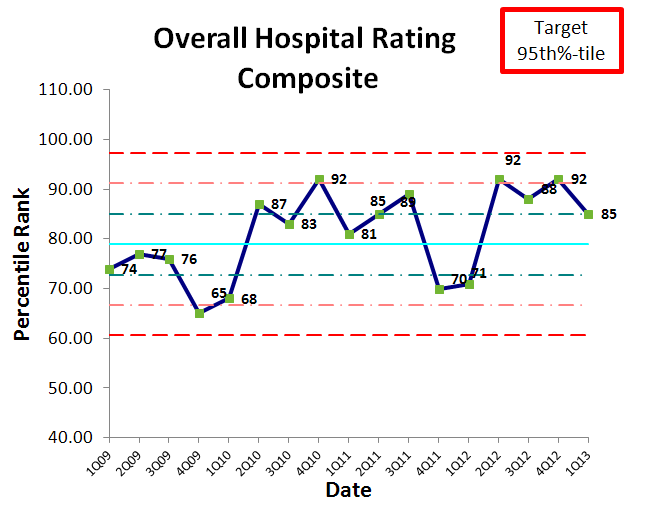 Overall Hospital Rating
Composite
Target
95th%-tile
Percentile Rank
110.00
100.00
90.00
80.00
70.00
60.00
50.00
40.00
74
77
76
65
68
87
83
92
81
85
89
70
71
92
88
92
85
1Q09
2Q09
3Q09
4Q09
1Q10
2Q10
3Q10
4Q10
1Q11
2Q11
3Q11
4Q11
1Q12
2Q12
3Q12
4Q12
1Q13
Date